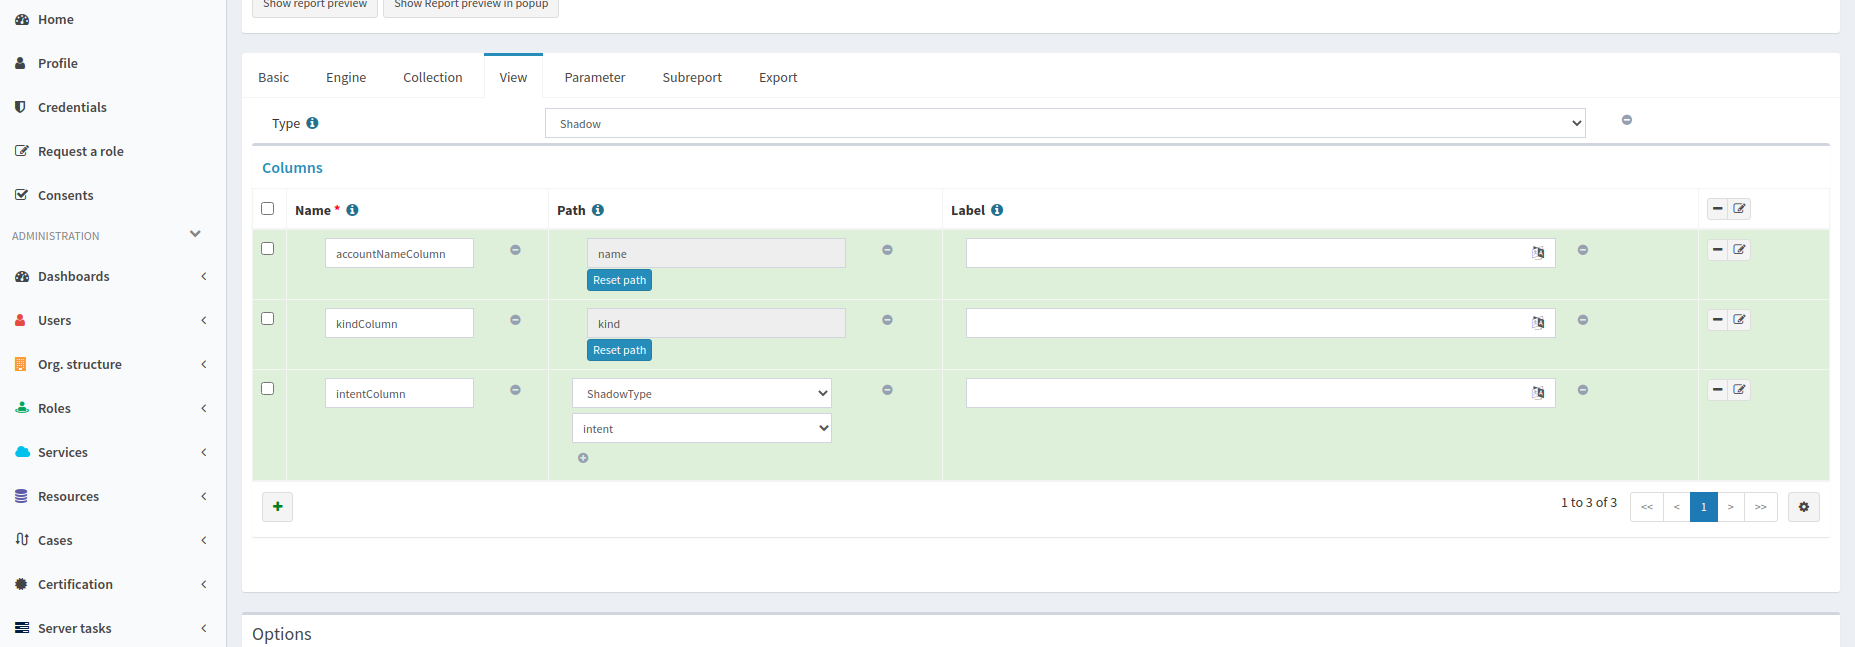 Show report preview
Show Report preview in popup
Home
Profile
Credentials
Request a role
Consents
ADMINISTRATION
Dashboards
Users
Org. structure
Roles
Services
Resources
Cases
Certification
Server tasks
Basic Engine Collection View Parameter Subreport Export
Type Shadow
Columns
Name * Path Label
accountNameColumn name
Reset path
kindColumn kind
Reset path
intentColumn ShadowType
intent
1 to 3 of 3 << < 1 > >>
Options